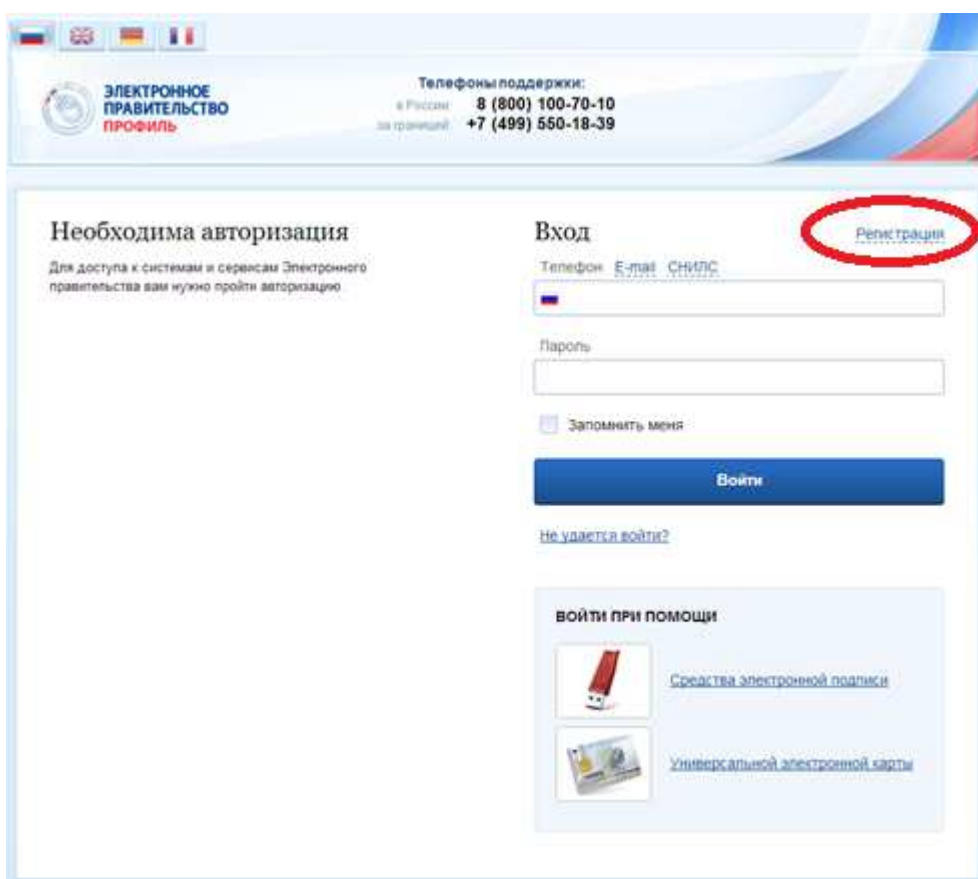 ЭЛЕКТРОННОЕ
ПРАВИТЕЛЬСТВО
ПРОФИЛЬ
Телефоны поддержки:
в России 8 (800) 100-70-10
за границей +7 (499) 550-18-39
Необходима авторизация
Для доступа к системам и сервисам Электронного
правительства вам нужно пройти авторизацию
Вход
Регистрация
Телефон E-mail СНИЛС
Пароль
Запомнить меня
Войти
Не удается войти?
ВОЙТИ ПРИ ПОМОЩИ
Средства электронной подписи
Универсальной электронной карты